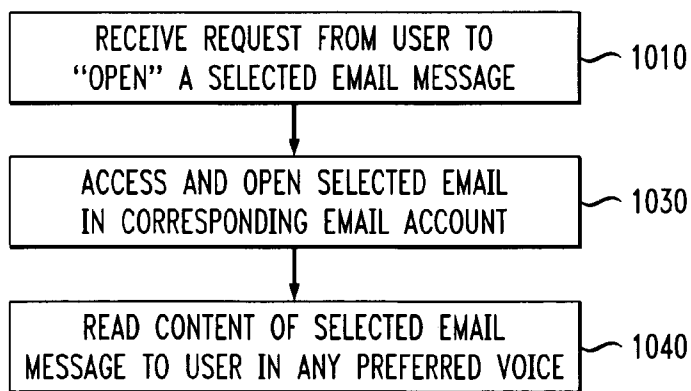 RECEIVE REQUEST FROM USER TO
“OPEN” A SELECTED EMAIL MESSAGE
1010
ACCESS AND OPEN SELECTED EMAIL
IN CORRESPONDING EMAIL ACCOUNT
1030
READ CONTENT OF SELECTED EMAIL
MESSAGE TO USER IN ANY PREFERRED VOICE
1040